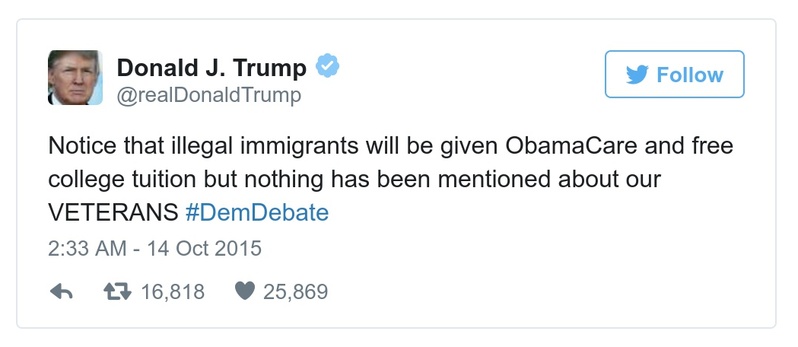 Donald J. Trump
@realDonaldTrump
Follow
Notice that illegal immigrants will be given ObamaCare and free
college tuition but nothing has been mentioned about our
VETERANS #DemDebate
2:33 AM - 14 Oct 2015
16,818 25,869